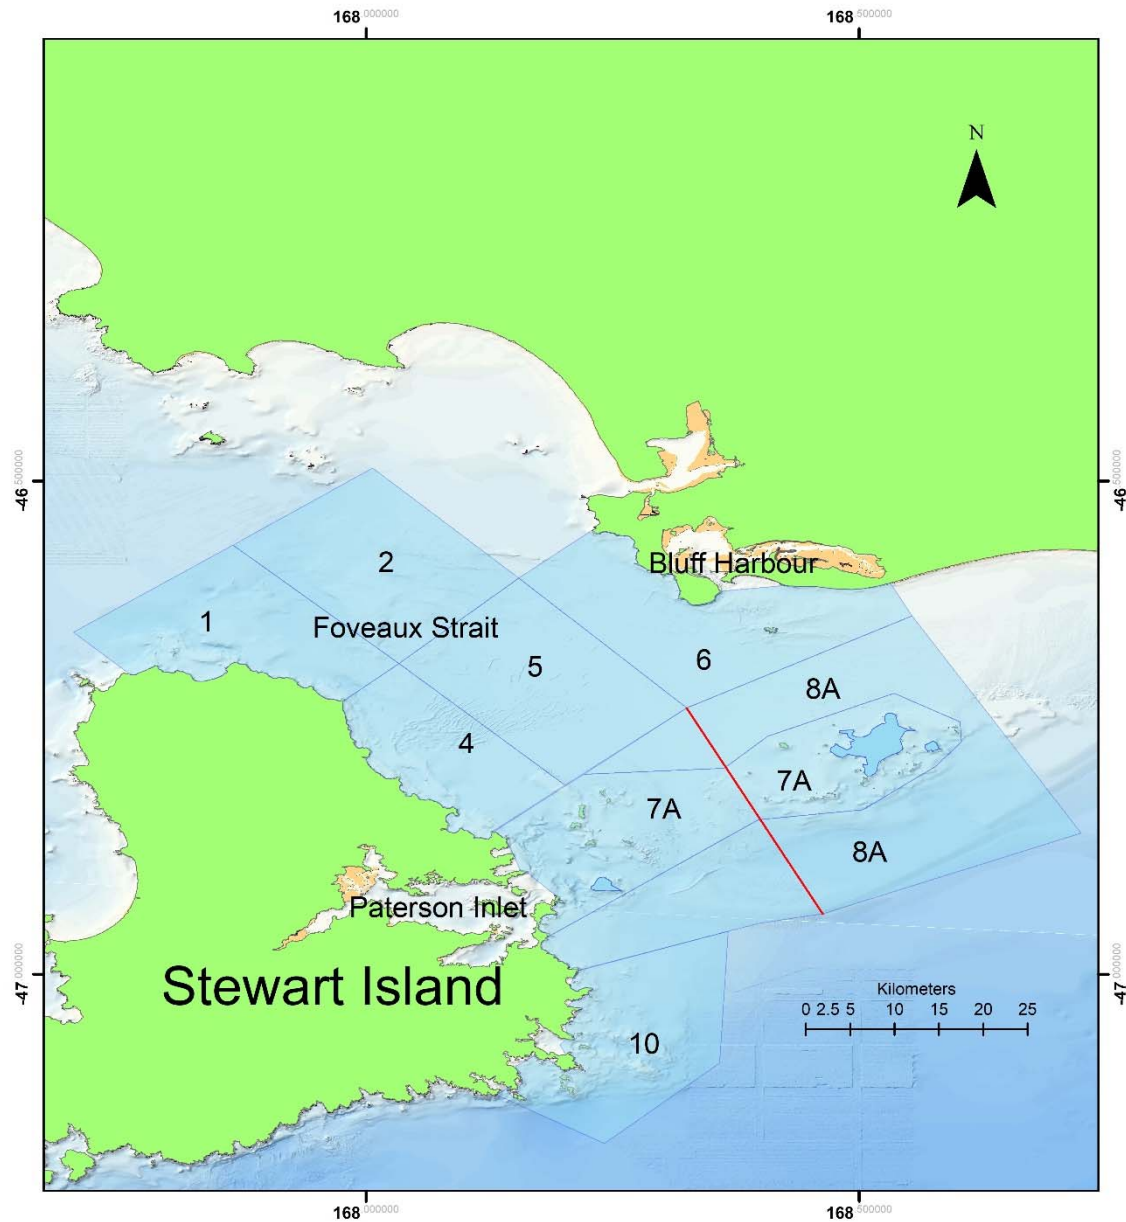 168.000000
168.500000
N
-46.500000
-46.500000
2
Bluff Harbour
1
Foveaux Strait
5
6
8A
4
7A
7A
8A
Paterson Inlet
Stewart Island
-47.000000
-47.000000
Kilometers
0 2.5 5 10 15 20 25
10
168.000000
168.500000